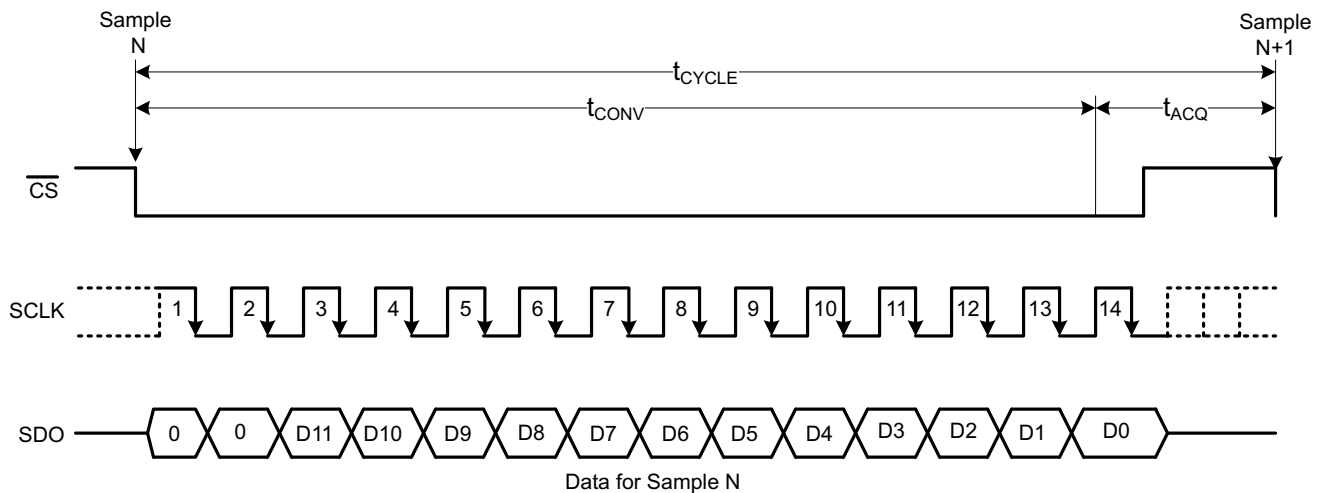 Sample
N
Sample
N+1
tCYCLE
tCONV
tACQ
CS
SCLK
1 2 3 4 5 6 7 8 9 10 11 12 13 14
SDO
0 0 D11 D10 D9 D8 D7 D6 D5 D4 D3 D2 D1 D0
Data for Sample N